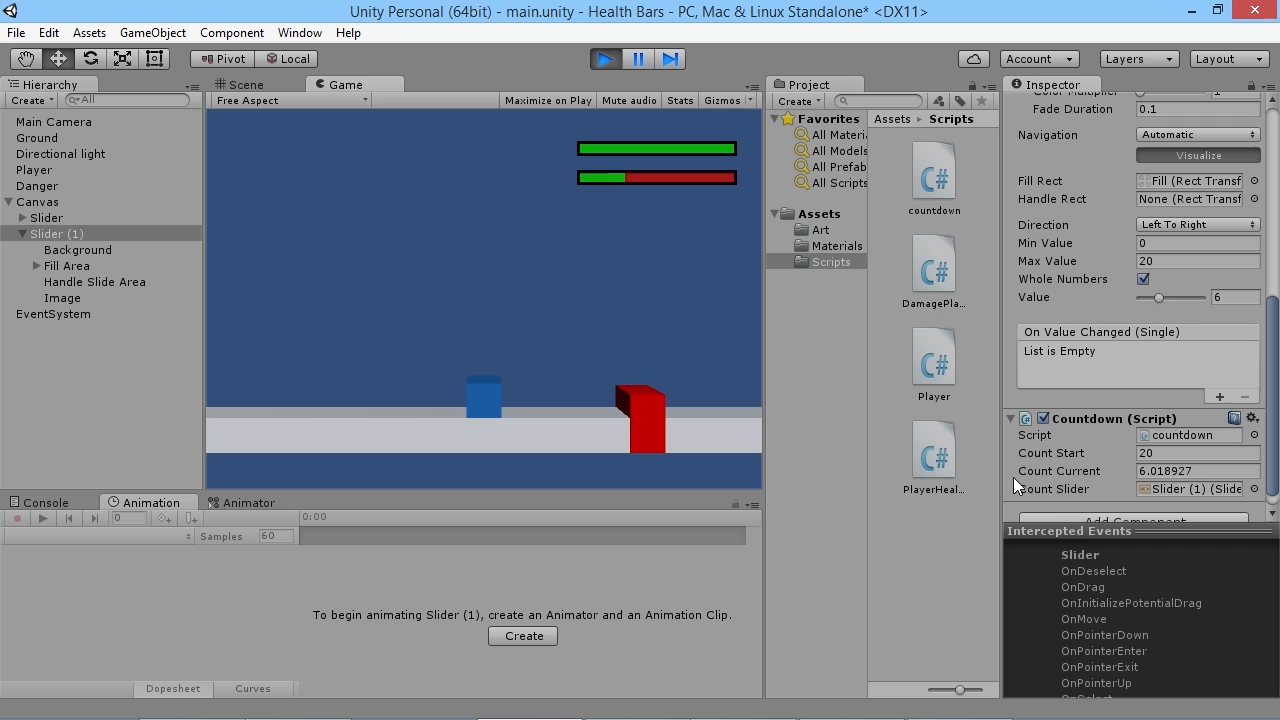 Unity Personal (64bit) - main.unity - Health Bars - PC, Mac & Linux Standalone* <DX11>
File Edit Assets GameObject Component Window Help
Pivot Local Account Layers Layout
Hierarchy
Create All
Main Camera
Ground
Directional light
Player
Danger
Canvas
Slider
Slider (1)
Background
Fill Area
Handle Slide Area
Image
EventSystem
Scene Game
Free Aspect Maximize on Play Mute audio Stats Gizmos
Console Animation Animator
0 0:00
Samples 60
To begin animating Slider (1), create an Animator and an Animation Clip.
Create
Dopesheet Curves
Project
Create
Favorites
All Materi
All Models
All Prefab
All Scripts
Assets
Art
Materials
Scripts
Assets Scripts
countdown
DamagePla...
Player
PlayerHeal...
Inspector
1
Fade Duration 0.1
Navigation Automatic
Visualize
Fill Rect Fill (Rect Transf
Handle Rect None (Rect Transf
Direction Left To Right
Min Value 0
Max Value 20
Whole Numbers
Value 6
On Value Changed (Single)
List is Empty
Countdown (Script)
Script countdown
Count Start 20
Count Current 6.018927
Count Slider Slider (1) (Slide
Add Component
Intercepted Events
Slider
OnDeselect
OnDrag
OnInitializePotentialDrag
OnMove
OnPointerDown
OnPointerEnter
OnPointerExit
OnPointerUp
OnSelect